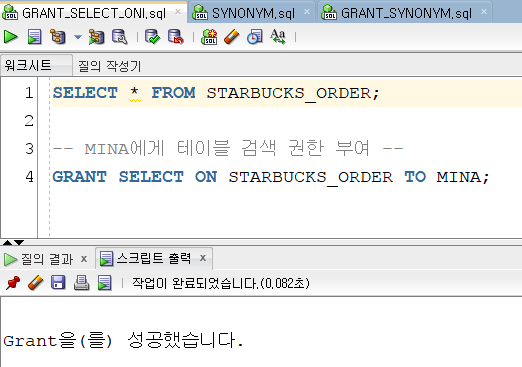 GRANT_SELECT_ONI.sql SYNONYM.sql GRANT_SYNONYM.sql
워크시트 질의 작성기
1 SELECT * FROM STARBUCKS_ORDER;
2
3 -- MINA에게 테이블 검색 권한 부여 --
4 GRANT SELECT ON STARBUCKS_ORDER TO MINA;
질의 결과 x 스크립트 출력 x
작업이 완료되었습니다.(0,082초)
Grant을(를) 성공했습니다.